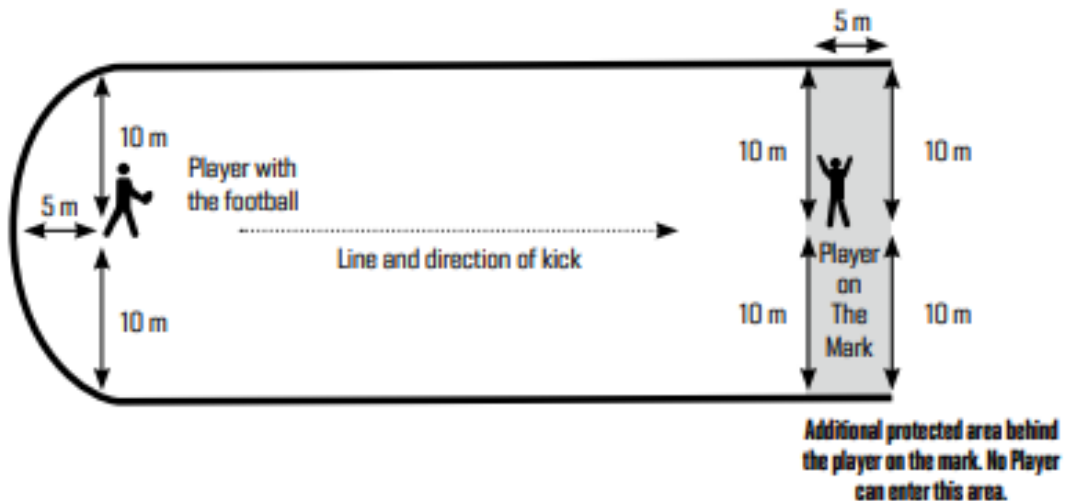 5 m
10 m
10 m
10 m
Player with
the football
5 m
Line and direction of kick
Player
on
The
Mark
10 m
10 m
10 m
Additional protected area behind
the player on the mark. No Player
can enter this area.